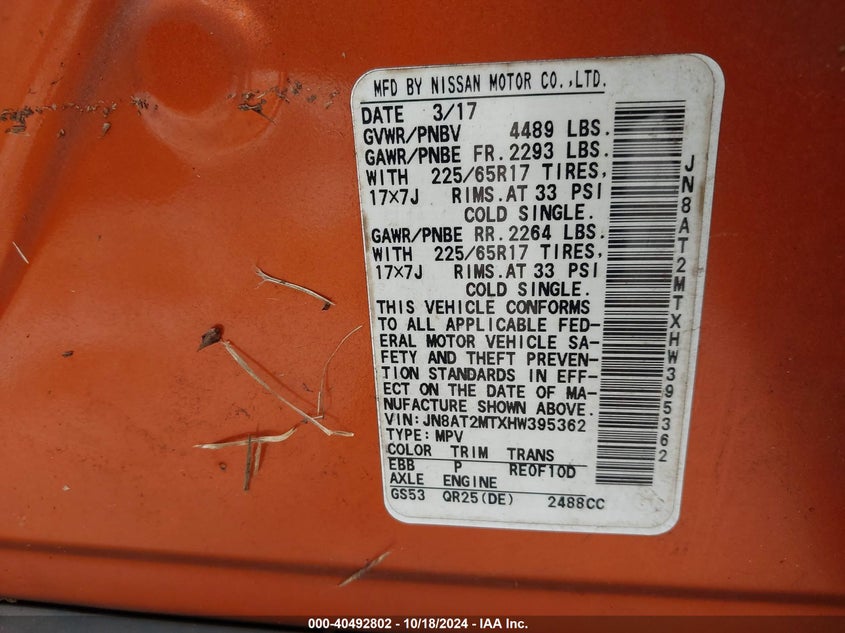 MFD BY NISSAN MOTOR CO.,LTD.
DATE 3/17
GVWR/PNBV 4489 LBS.
GAWR/PNBE FR. 2293 LBS.
WITH 225/65R17 TIRES,
17×7J RIMS. AT 33 PSI
COLD SINGLE.
GAWR/PNBE RR. 2264 LBS.
WITH 225/65R17 TIRES,
17×7J RIMS. AT 33 PSI
COLD SINGLE.
THIS VEHICLE CONFORMS
TO ALL APPLICABLE FED-
ERAL MOTOR VEHICLE SA-
FETY AND THEFT PREVEN-
TION STANDARDS IN EFF-
ECT ON THE DATE OF MA-
NUFACTURE SHOWN ABOVE.
VIN: JN8AT2MTXHW395362
TYPE: MPV
COLOR TRIM TRANS
EBB P RE0F10D
AXLE ENGINE
GS53 QR25(DE) 2488CC
JN8AT2MTXHW395362
000-40492802 - 10/18/2024 - IAA Inc.